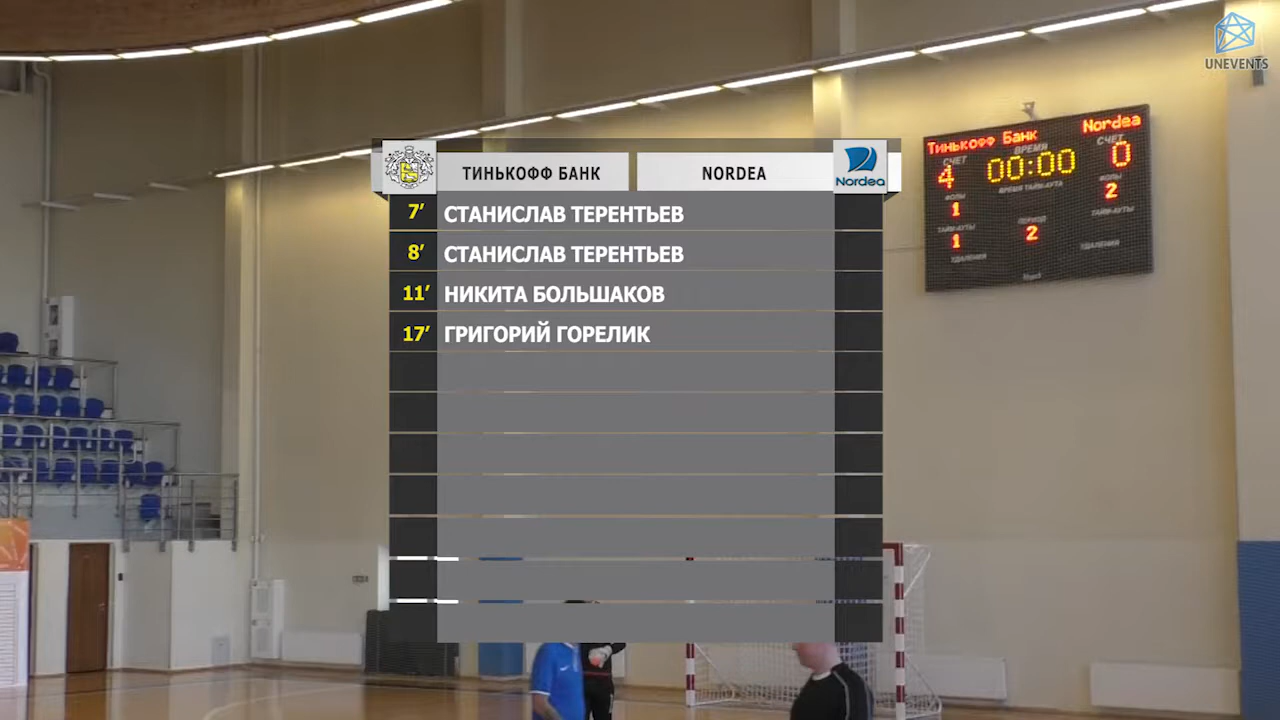 UNEVENTS
Тинькофф Банк Nordea
СЧЕТ ВРЕМЯ СЧЕТ
4 00:00 0
ВРЕМЯ ТАЙМ-АУТА
ФОЛЫ ФОЛЫ
1 2
ТАЙМ-АУТЫ ПЕРИОД ТАЙМ-АУТЫ
1 2
УДАЛЕНИЯ УДАЛЕНИЯ
ТИНЬКОФФ БАНК NORDEA
Nordea
7’ СТАНИСЛАВ ТЕРЕНТЬЕВ
8’ СТАНИСЛАВ ТЕРЕНТЬЕВ
11’ НИКИТА БОЛЬШАКОВ
17’ ГРИГОРИЙ ГОРЕЛИК